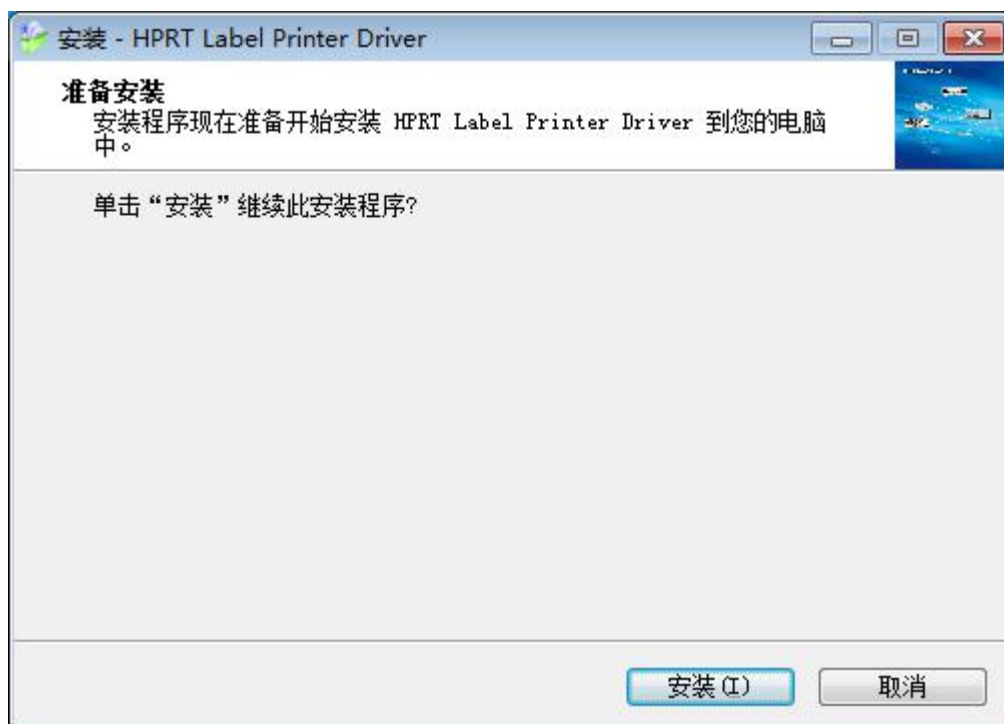 安装 - HPRT Label Printer Driver
准备安装
安装程序现在准备开始安装 HPRT Label Printer Driver 到您的电脑
中。
单击“安装”继续此安装程序?
安装(I)
取消